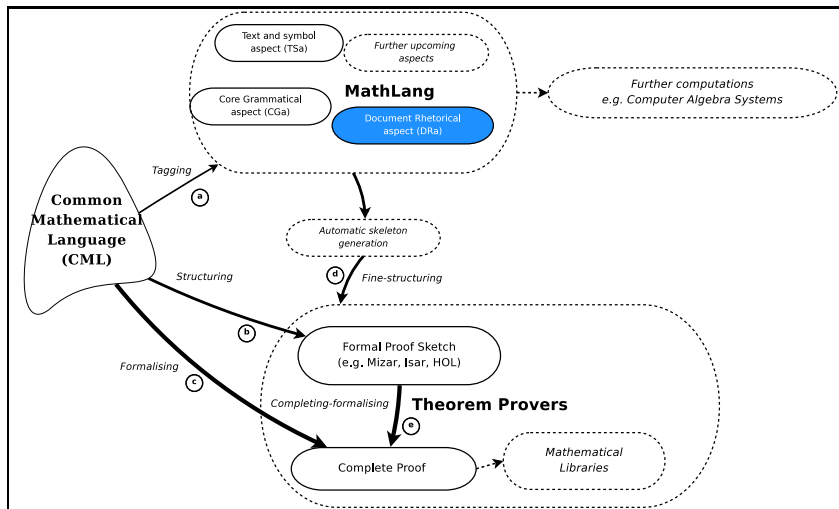 Text and symbol
aspect (TSa)
Further upcoming
aspects
MathLang
Core Grammatical
aspect (CGa)
Document Rhetorical
aspect (DRa)
Further computations
e.g. Computer Algebra Systems
Tagging
a
Common
Mathematical
Language
(CML)
Automatic skeleton
generation
Structuring
d
Fine-structuring
b
Formal Proof Sketch
(e.g. Mizar, Isar, HOL)
Formalising
c
Completing-formalising
Theorem Provers
e
Complete Proof
Mathematical
Libraries